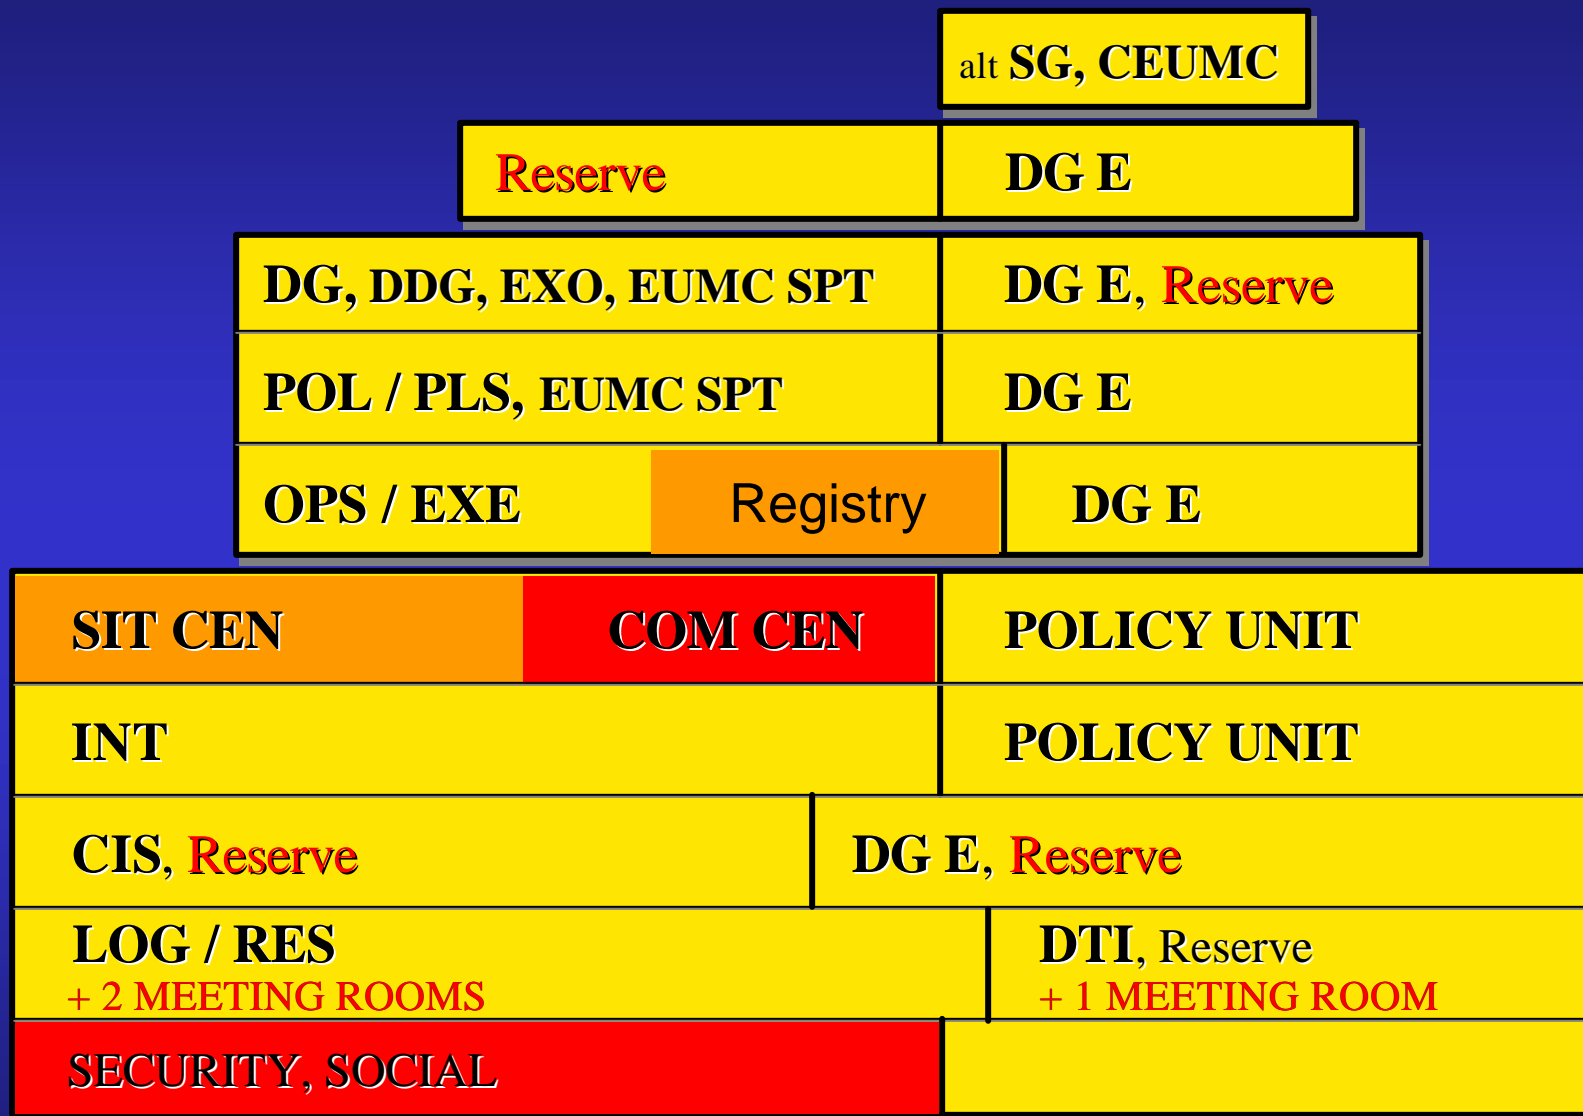 alt SG, CEUMC
Reserve DG E
DG, DDG, EXO, EUMC SPT DG E, Reserve
POL / PLS, EUMC SPT DG E
OPS / EXE Registry DG E
SIT CEN COM CEN POLICY UNIT
INT POLICY UNIT
CIS, Reserve DG E, Reserve
LOG / RES DTI, Reserve
+ 2 MEETING ROOMS + 1 MEETING ROOM
SECURITY, SOCIAL